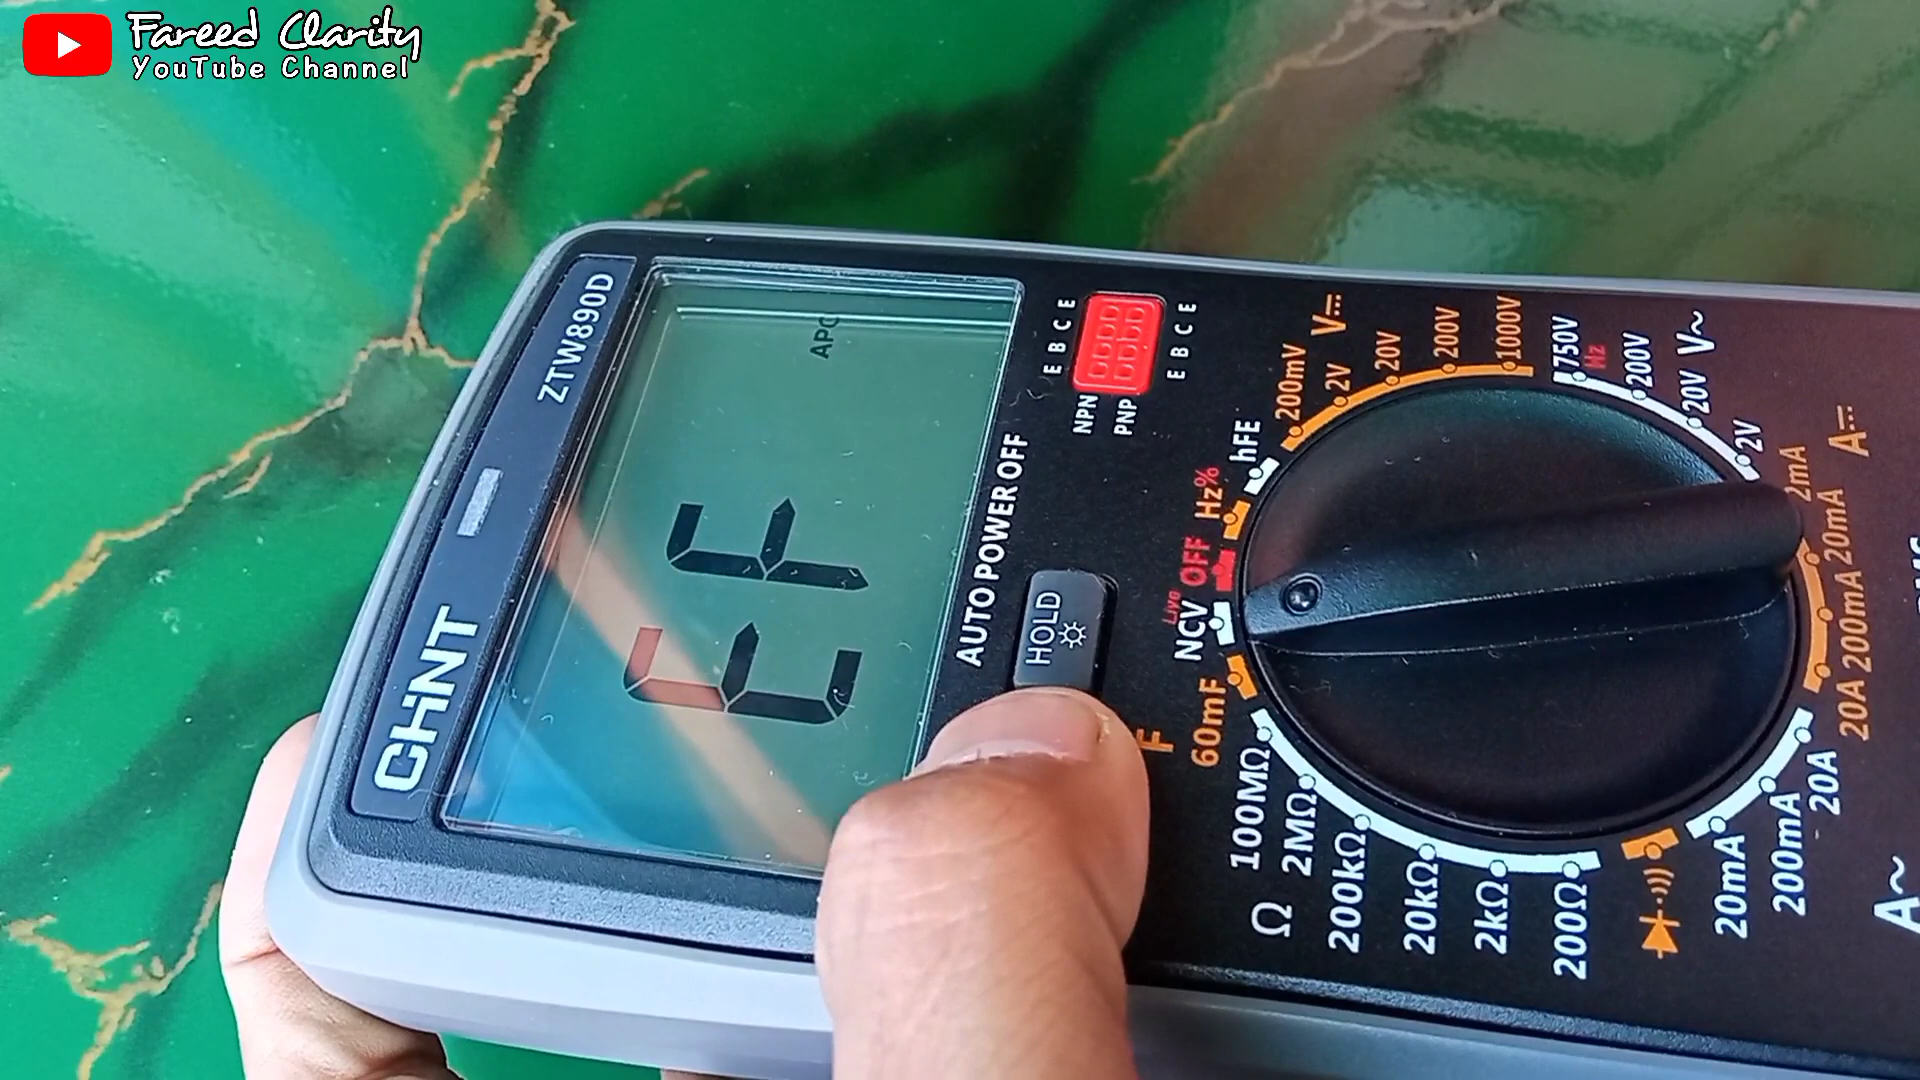 Fareed Clarity
YouTube Channel
CHNT
ZTW890D
APO
EF
AUTO POWER OFF
HOLD
E B C E
NPN
PNP
E B C E
F
60mF
NCV
Live
OFF
Hz%
hFE
200mV
2V
20V
200V
1000V
V
750V
Hz
200V
20V
2V
V~
2mA
20mA
200mA
20A
A
Ω
100MΩ
2MΩ
200kΩ
20kΩ
2kΩ
200Ω
20mA
200mA
20A
A~